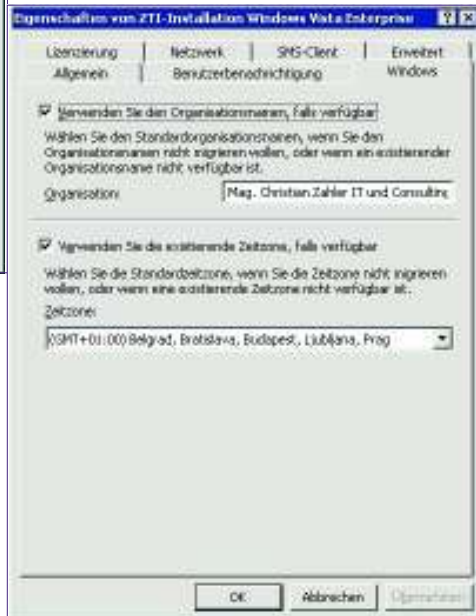 Eigenschaften von ZTI-Installation Windows Vista Enterprise
Lizenzierung
Netzwerk
SMS-Client
Erweitert
Allgemein
Benutzerbenachrichtigung
Windows
Verwenden Sie den Organisationsnamen, falls verfügbar
Wählen Sie den Standardorganisationsnamen, wenn Sie den
Organisationsnamen nicht migrieren wollen, oder wenn ein existierender
Organisationsname nicht verfügbar ist.
Organisation:
Mag. Christian Zahler IT und Consulting
Verwenden Sie die existierende Zeitzone, falls verfügbar
Wählen Sie die Standardzeitzone, wenn Sie die Zeitzone nicht migrieren
wollen, oder wenn eine existierende Zeitzone nicht verfügbar ist.
Zeitzone:
(GMT+01:00) Belgrad, Bratislava, Budapest, Ljubljana, Prag
OK
Abbrechen
Übernehmen